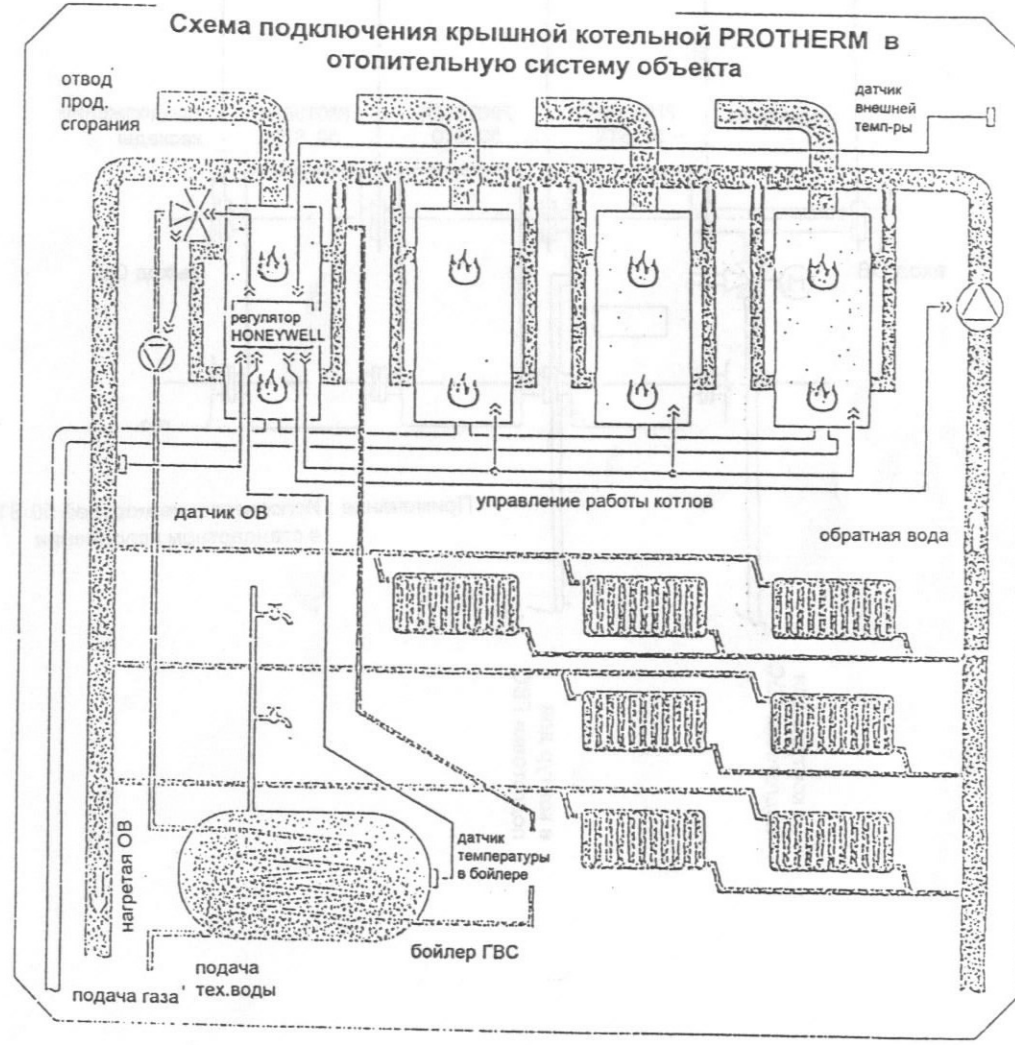 Схема подключения крышной котельной PROTHERM в
отопительную систему объекта
отвод
прод.
сгорания
датчик
внешней
темп-ры
регулятор
HONEYWELL
управление работы котлов
датчик ОВ
обратная вода
нагретая ОВ
датчик
температуры
в бойлере
бойлер ГВС
подача
тех.воды
подача газа